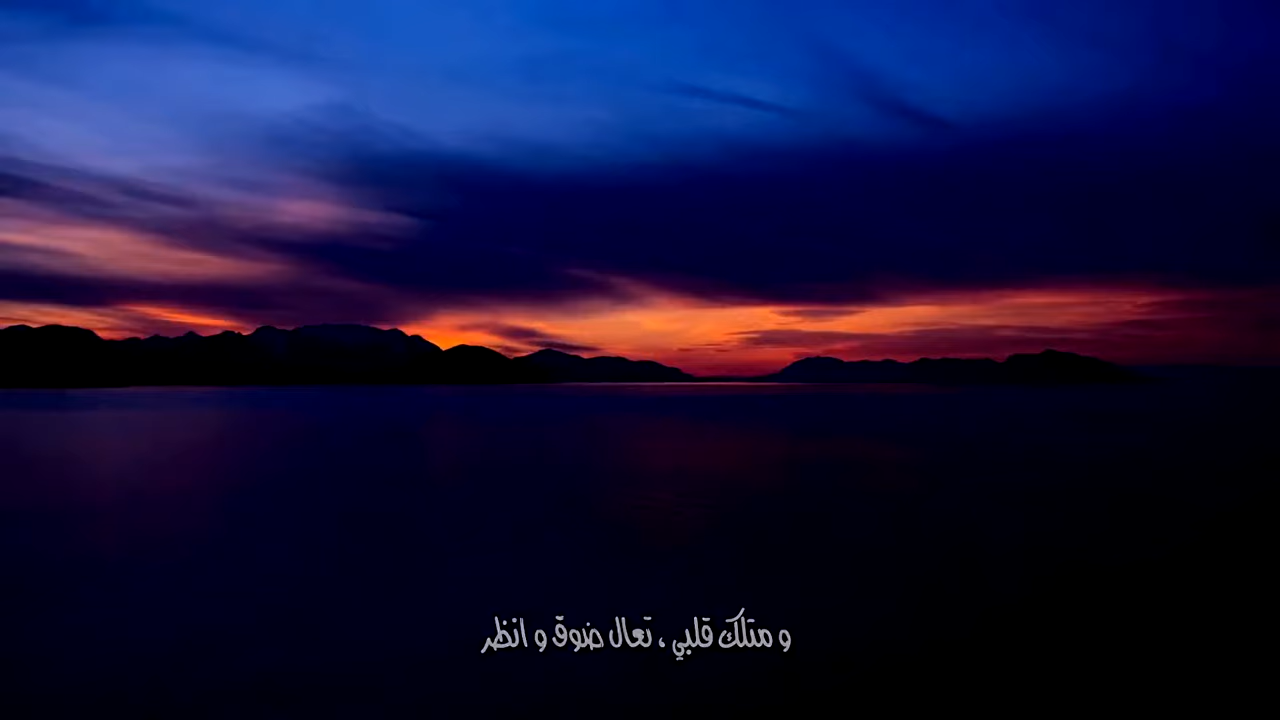 و متلك قلبي ، تعال ضوق و انظر